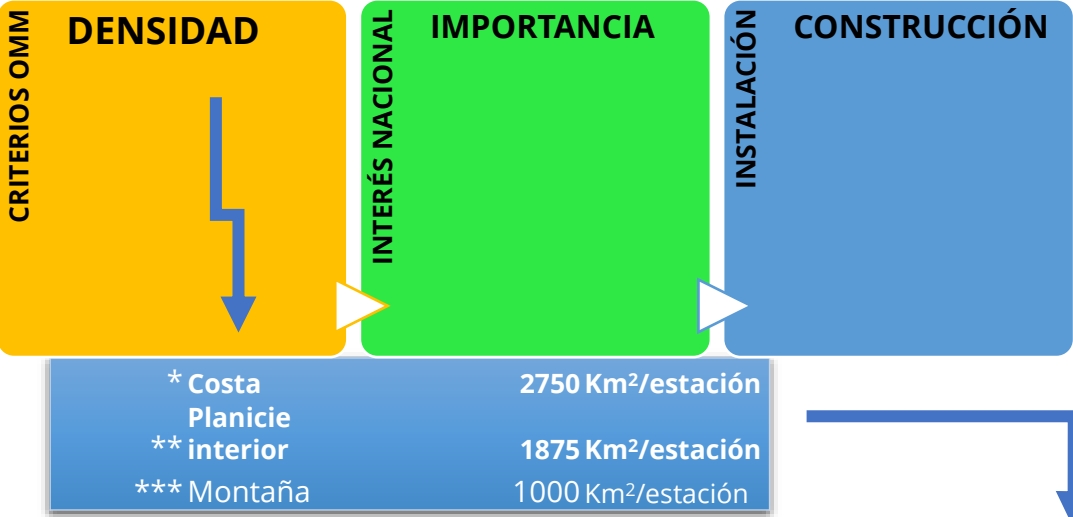 CRITERIOS OMM
DENSIDAD
INTERÉS NACIONAL
IMPORTANCIA
INSTALACIÓN
CONSTRUCCIÓN
* Costa 2750 Km²/estación
Planicie
** interior 1875 Km²/estación
*** Montaña 1000 Km²/estación